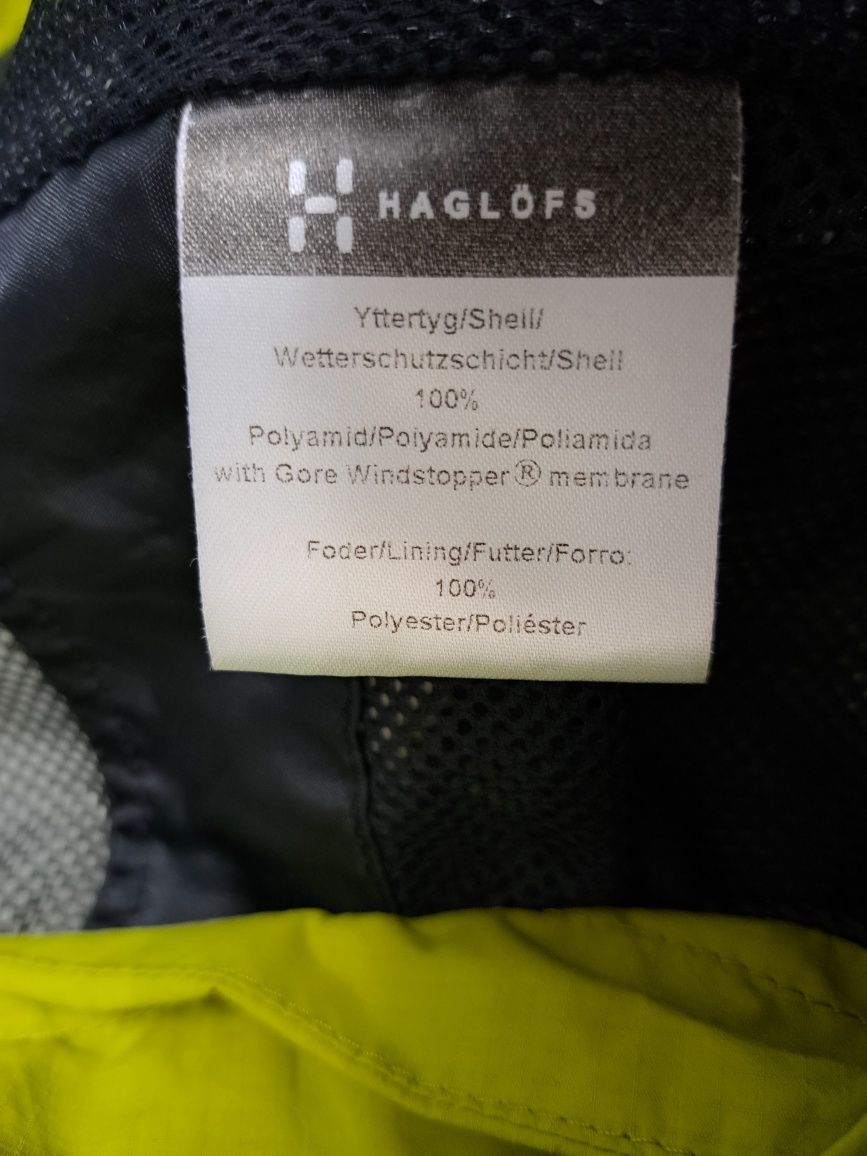 HAGLÖFS
Yttertyg/Shell/
Wetterschutzschicht/Shell
100%
Polyamid/Polyamide/Poliamida
with Gore Windstopper® membrane
Foder/Lining/Futter/Forro:
100%
Polyester/Poliéster